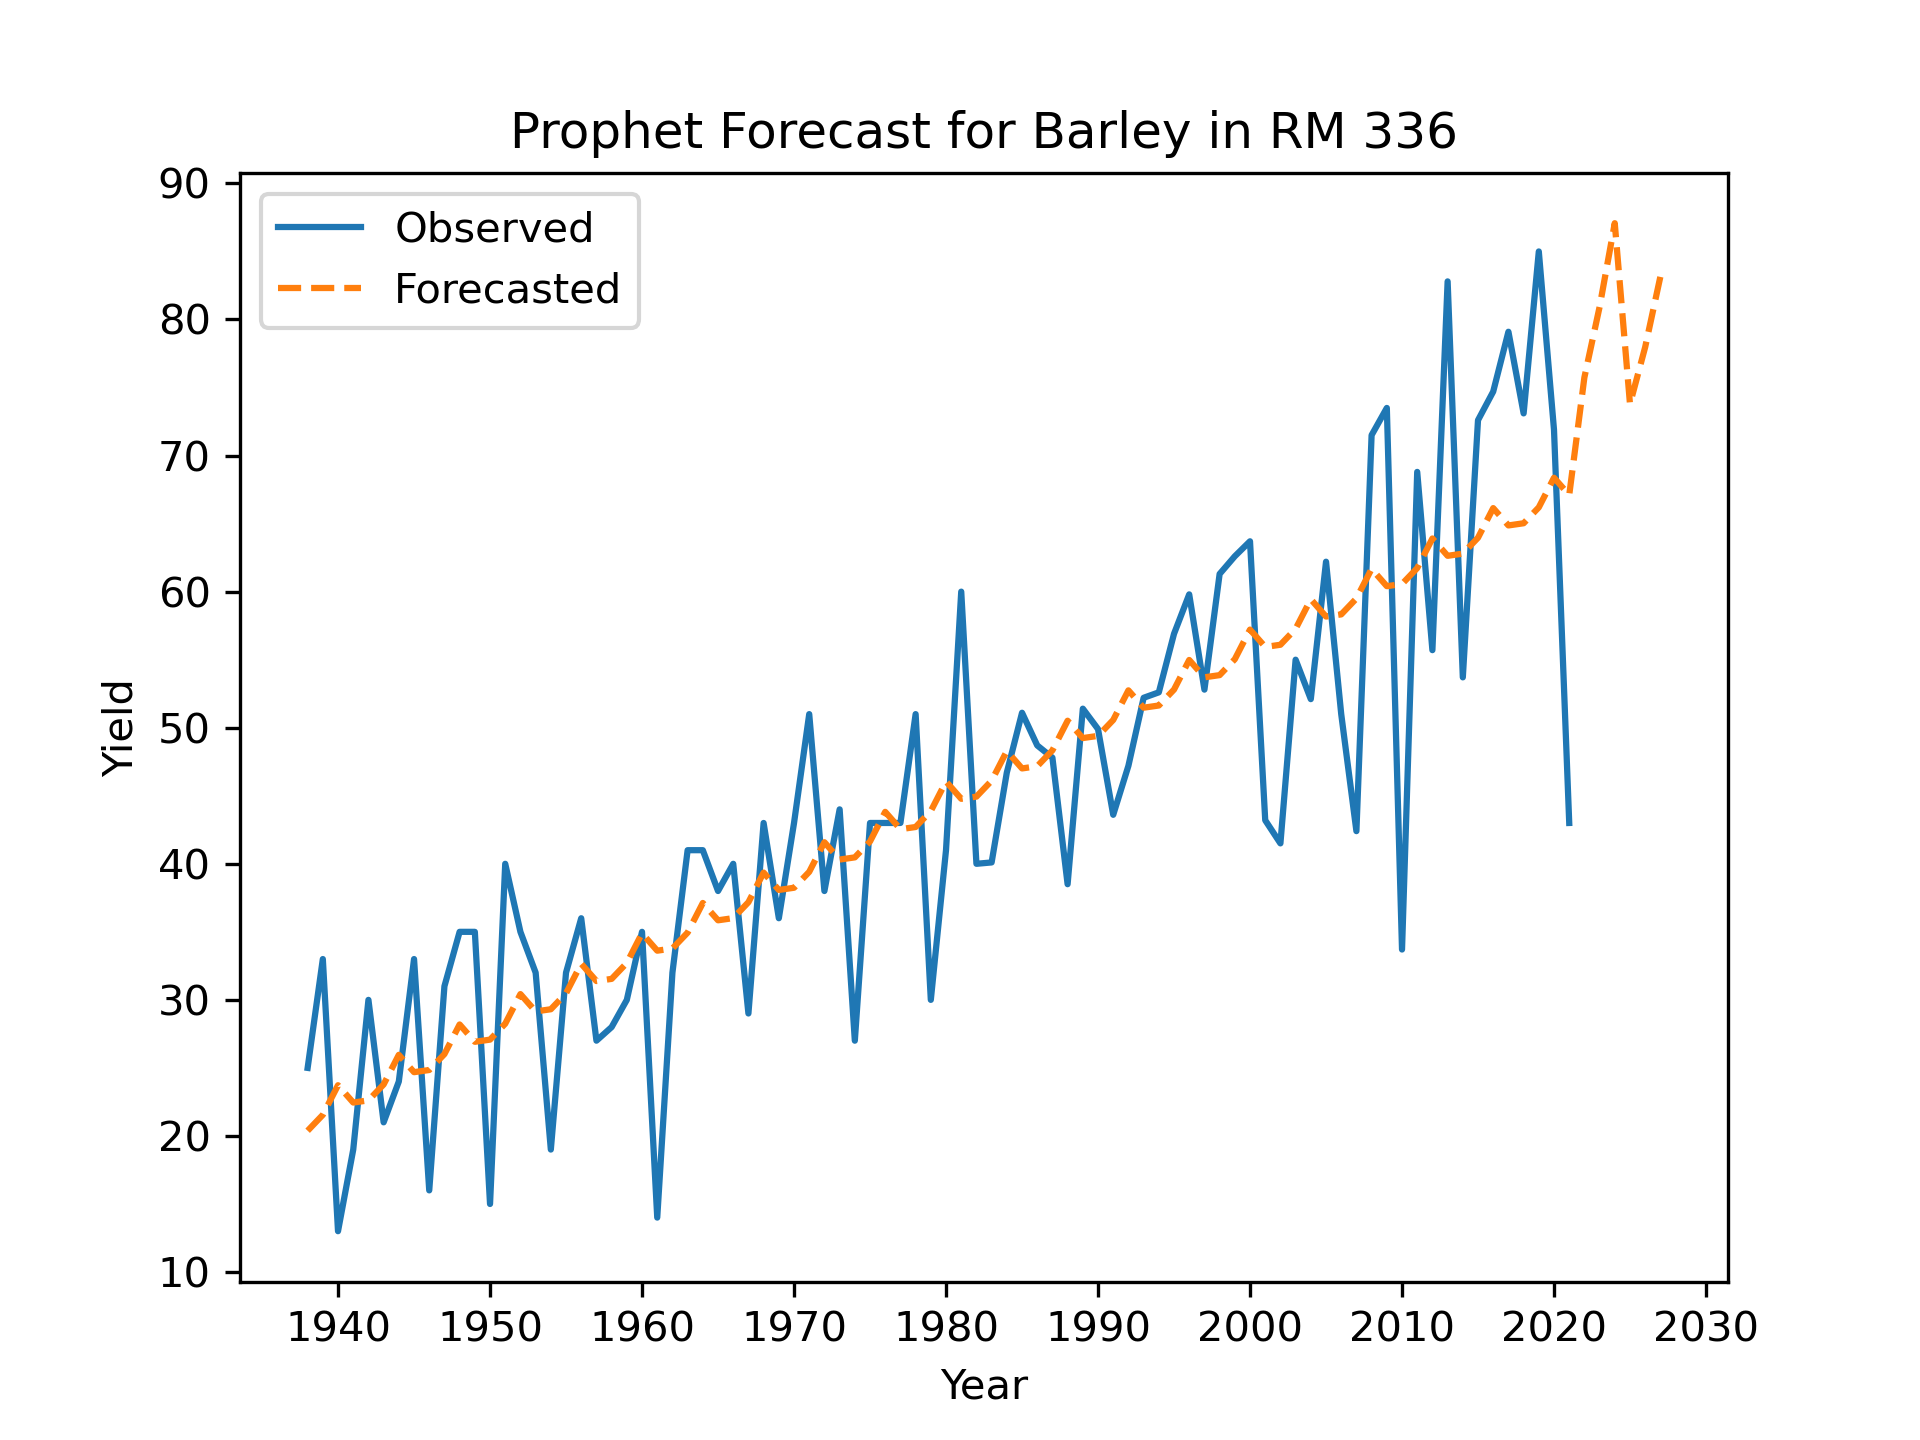 Prophet Forecast for Barley in RM 336
90
80
70
60
50
40
30
20
10
Yield
Observed
Forecasted
1940 1950 1960 1970 1980 1990 2000 2010 2020 2030
Year